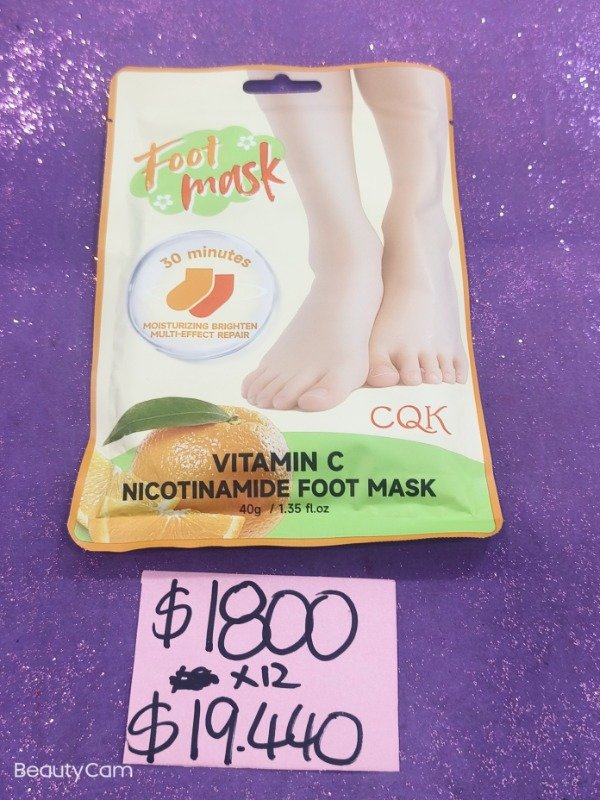 Foot
mask
30 minutes
MOISTURIZING BRIGHTEN
MULTI-EFFECT REPAIR
CQK
VITAMIN C
NICOTINAMIDE FOOT MASK
40g / 1.35 fl.oz
$1800
x12
$19.440
BeautyCam